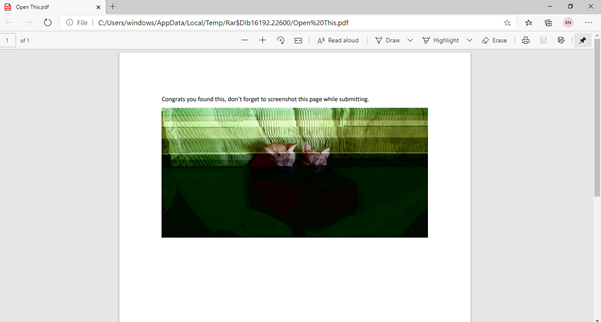 Open This.pdf
File
C:/Users/windows/AppData/Local/Temp/Rar$DIb16192.22600/Open%20This.pdf
KN
1 of 1
Read aloud
Draw
Highlight
Erase
Congrats you found this, don't forget to screenshot this page while submitting.